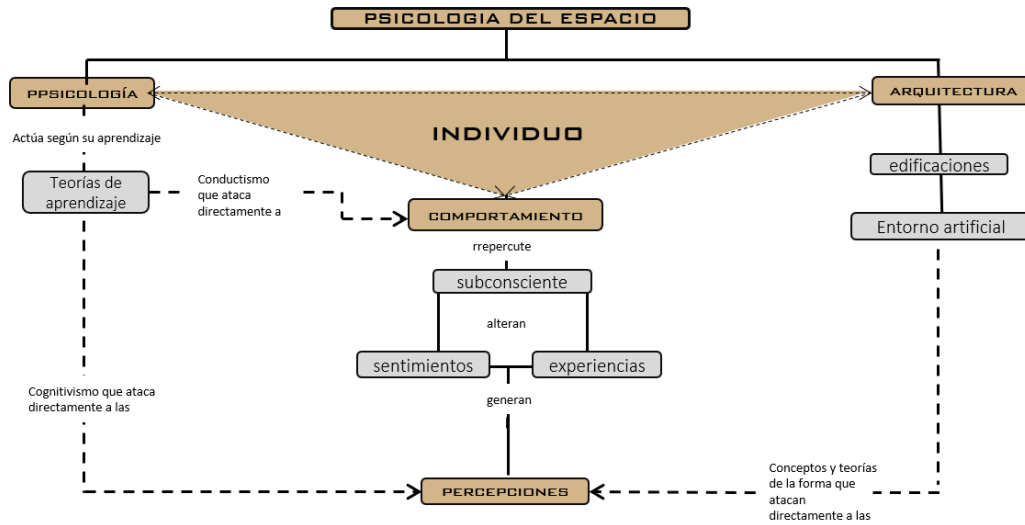 PSICOLOGIA DEL ESPACIO
PPSICOLOGÍA
ARQUITECTURA
INDIVIDUO
Actúa según su aprendizaje
edificaciones
Teorías de
aprendizaje
Conductismo
que ataca
directamente a
COMPORTAMIENTO
Entorno artificial
rrepercute
subconsciente
alteran
sentimientos
experiencias
Cognitivismo que ataca
directamente a las
generan
PERCEPCIONES
Conceptos y teorías
de la forma que
atacan
directamente a las